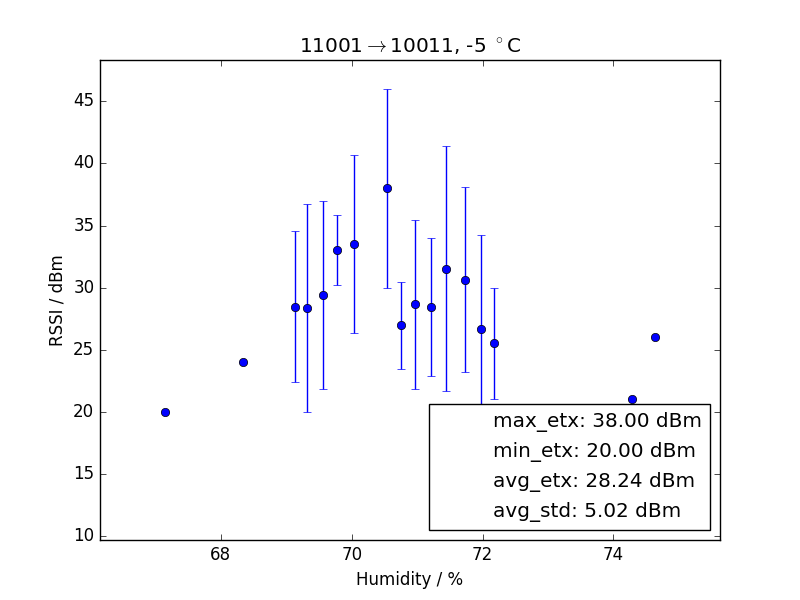 11001→10011, -5 °C
45
40
35
30
25
20
15
10
RSSI / dBm
max_etx: 38.00 dBm
min_etx: 20.00 dBm
avg_etx: 28.24 dBm
avg_std: 5.02 dBm
68 70 72 74
Humidity / %